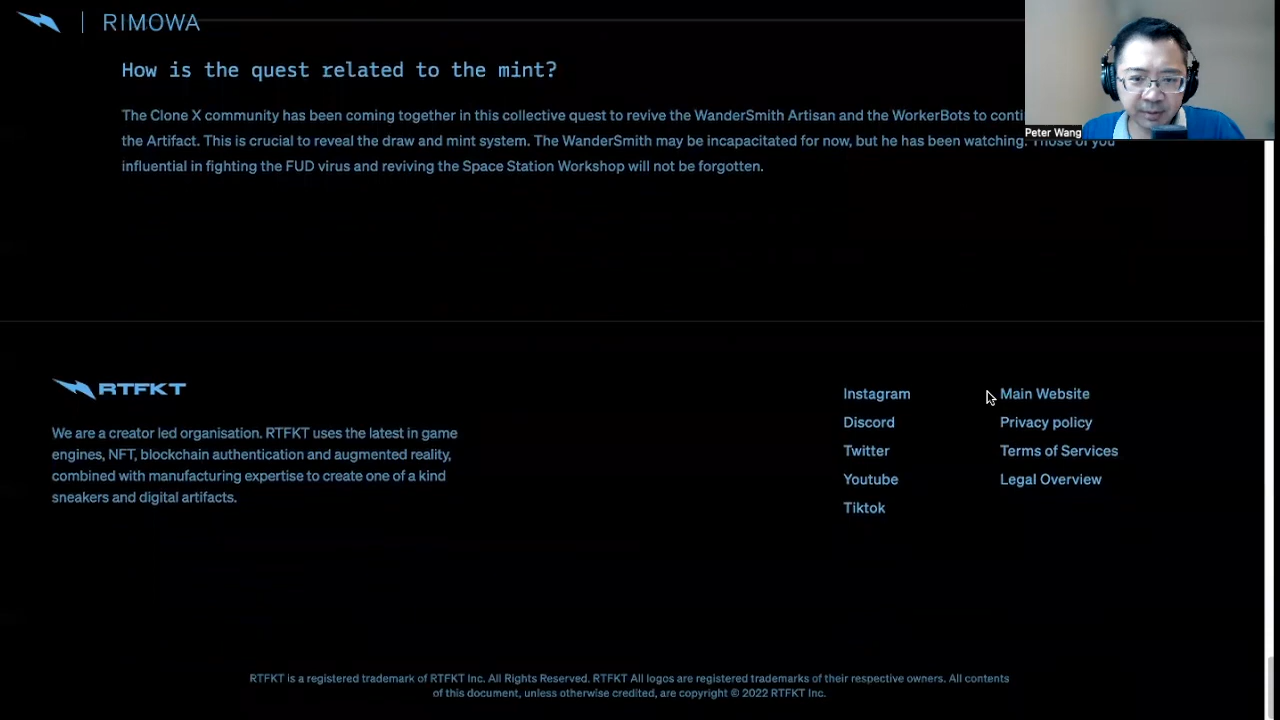 RIMOWA
How is the quest related to the mint?
The Clone X community has been coming together in this collective quest to revive the WanderSmith Artisan and the WorkerBots to conti
the Artifact. This is crucial to reveal the draw and mint system. The WanderSmith may be incapacitated for now, but he has been watching. Those of you
influential in fighting the FUD virus and reviving the Space Station Workshop will not be forgotten.
Peter Wang
RTFKT
We are a creator led organisation. RTFKT uses the latest in game
engines, NFT, blockchain authentication and augmented reality,
combined with manufacturing expertise to create one of a kind
sneakers and digital artifacts.
Instagram
Discord
Twitter
Youtube
Tiktok
Main Website
Privacy policy
Terms of Services
Legal Overview
RTFKT is a registered trademark of RTFKT Inc. All Rights Reserved. RTFKT All logos are registered trademarks of their respective owners. All contents
of this document, unless otherwise credited, are copyright © 2022 RTFKT Inc.